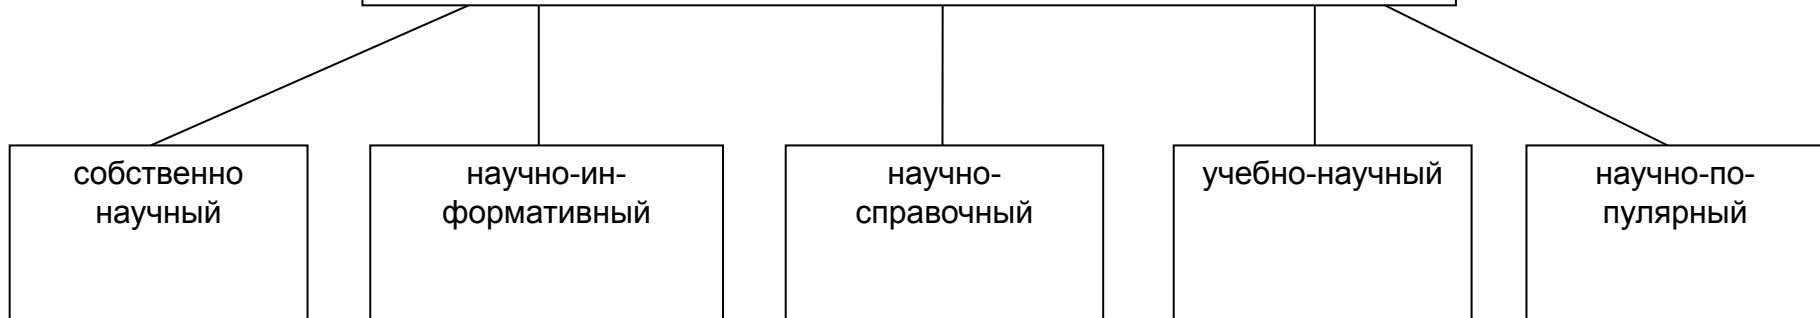 собственно
научный
научно-ин-
формативный
научно-
справочный
учебно-научный
научно-по-
пулярный